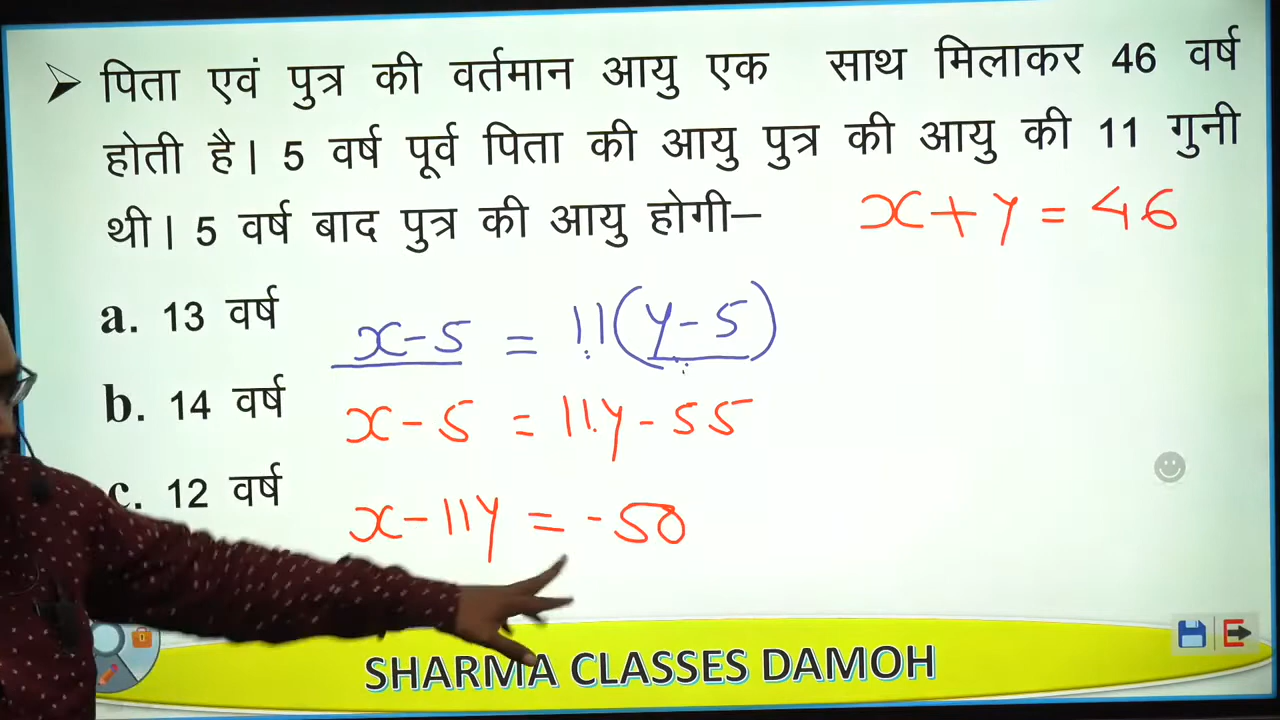 ➤ पिता एवं पुत्र की वर्तमान आयु एक साथ मिलाकर 46 वर्ष
होती है। 5 वर्ष पूर्व पिता की आयु पुत्र की आयु की 11 गुनी
थी। 5 वर्ष बाद पुत्र की आयु होगी–
x + y = 46
a. 13 वर्ष
x - 5 = 11(y - 5)
b. 14 वर्ष
x - 5 = 11y - 55
c. 12 वर्ष
x - 11y = -50
SHARMA CLASSES DAMOH